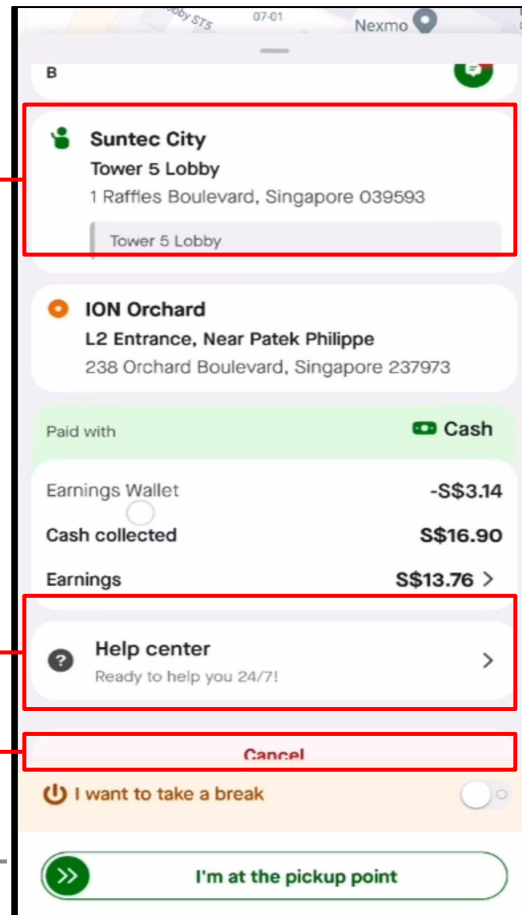 07-01
Nexmo
B
Suntec City
Tower 5 Lobby
1 Raffles Boulevard, Singapore 039593
Tower 5 Lobby
ION Orchard
L2 Entrance, Near Patek Philippe
238 Orchard Boulevard, Singapore 237973
Paid with
Cash
Earnings Wallet
-S$3.14
Cash collected
S$16.90
Earnings
S$13.76 >
? Help center
Ready to help you 24/7!
>
Cancel
I want to take a break
I'm at the pickup point